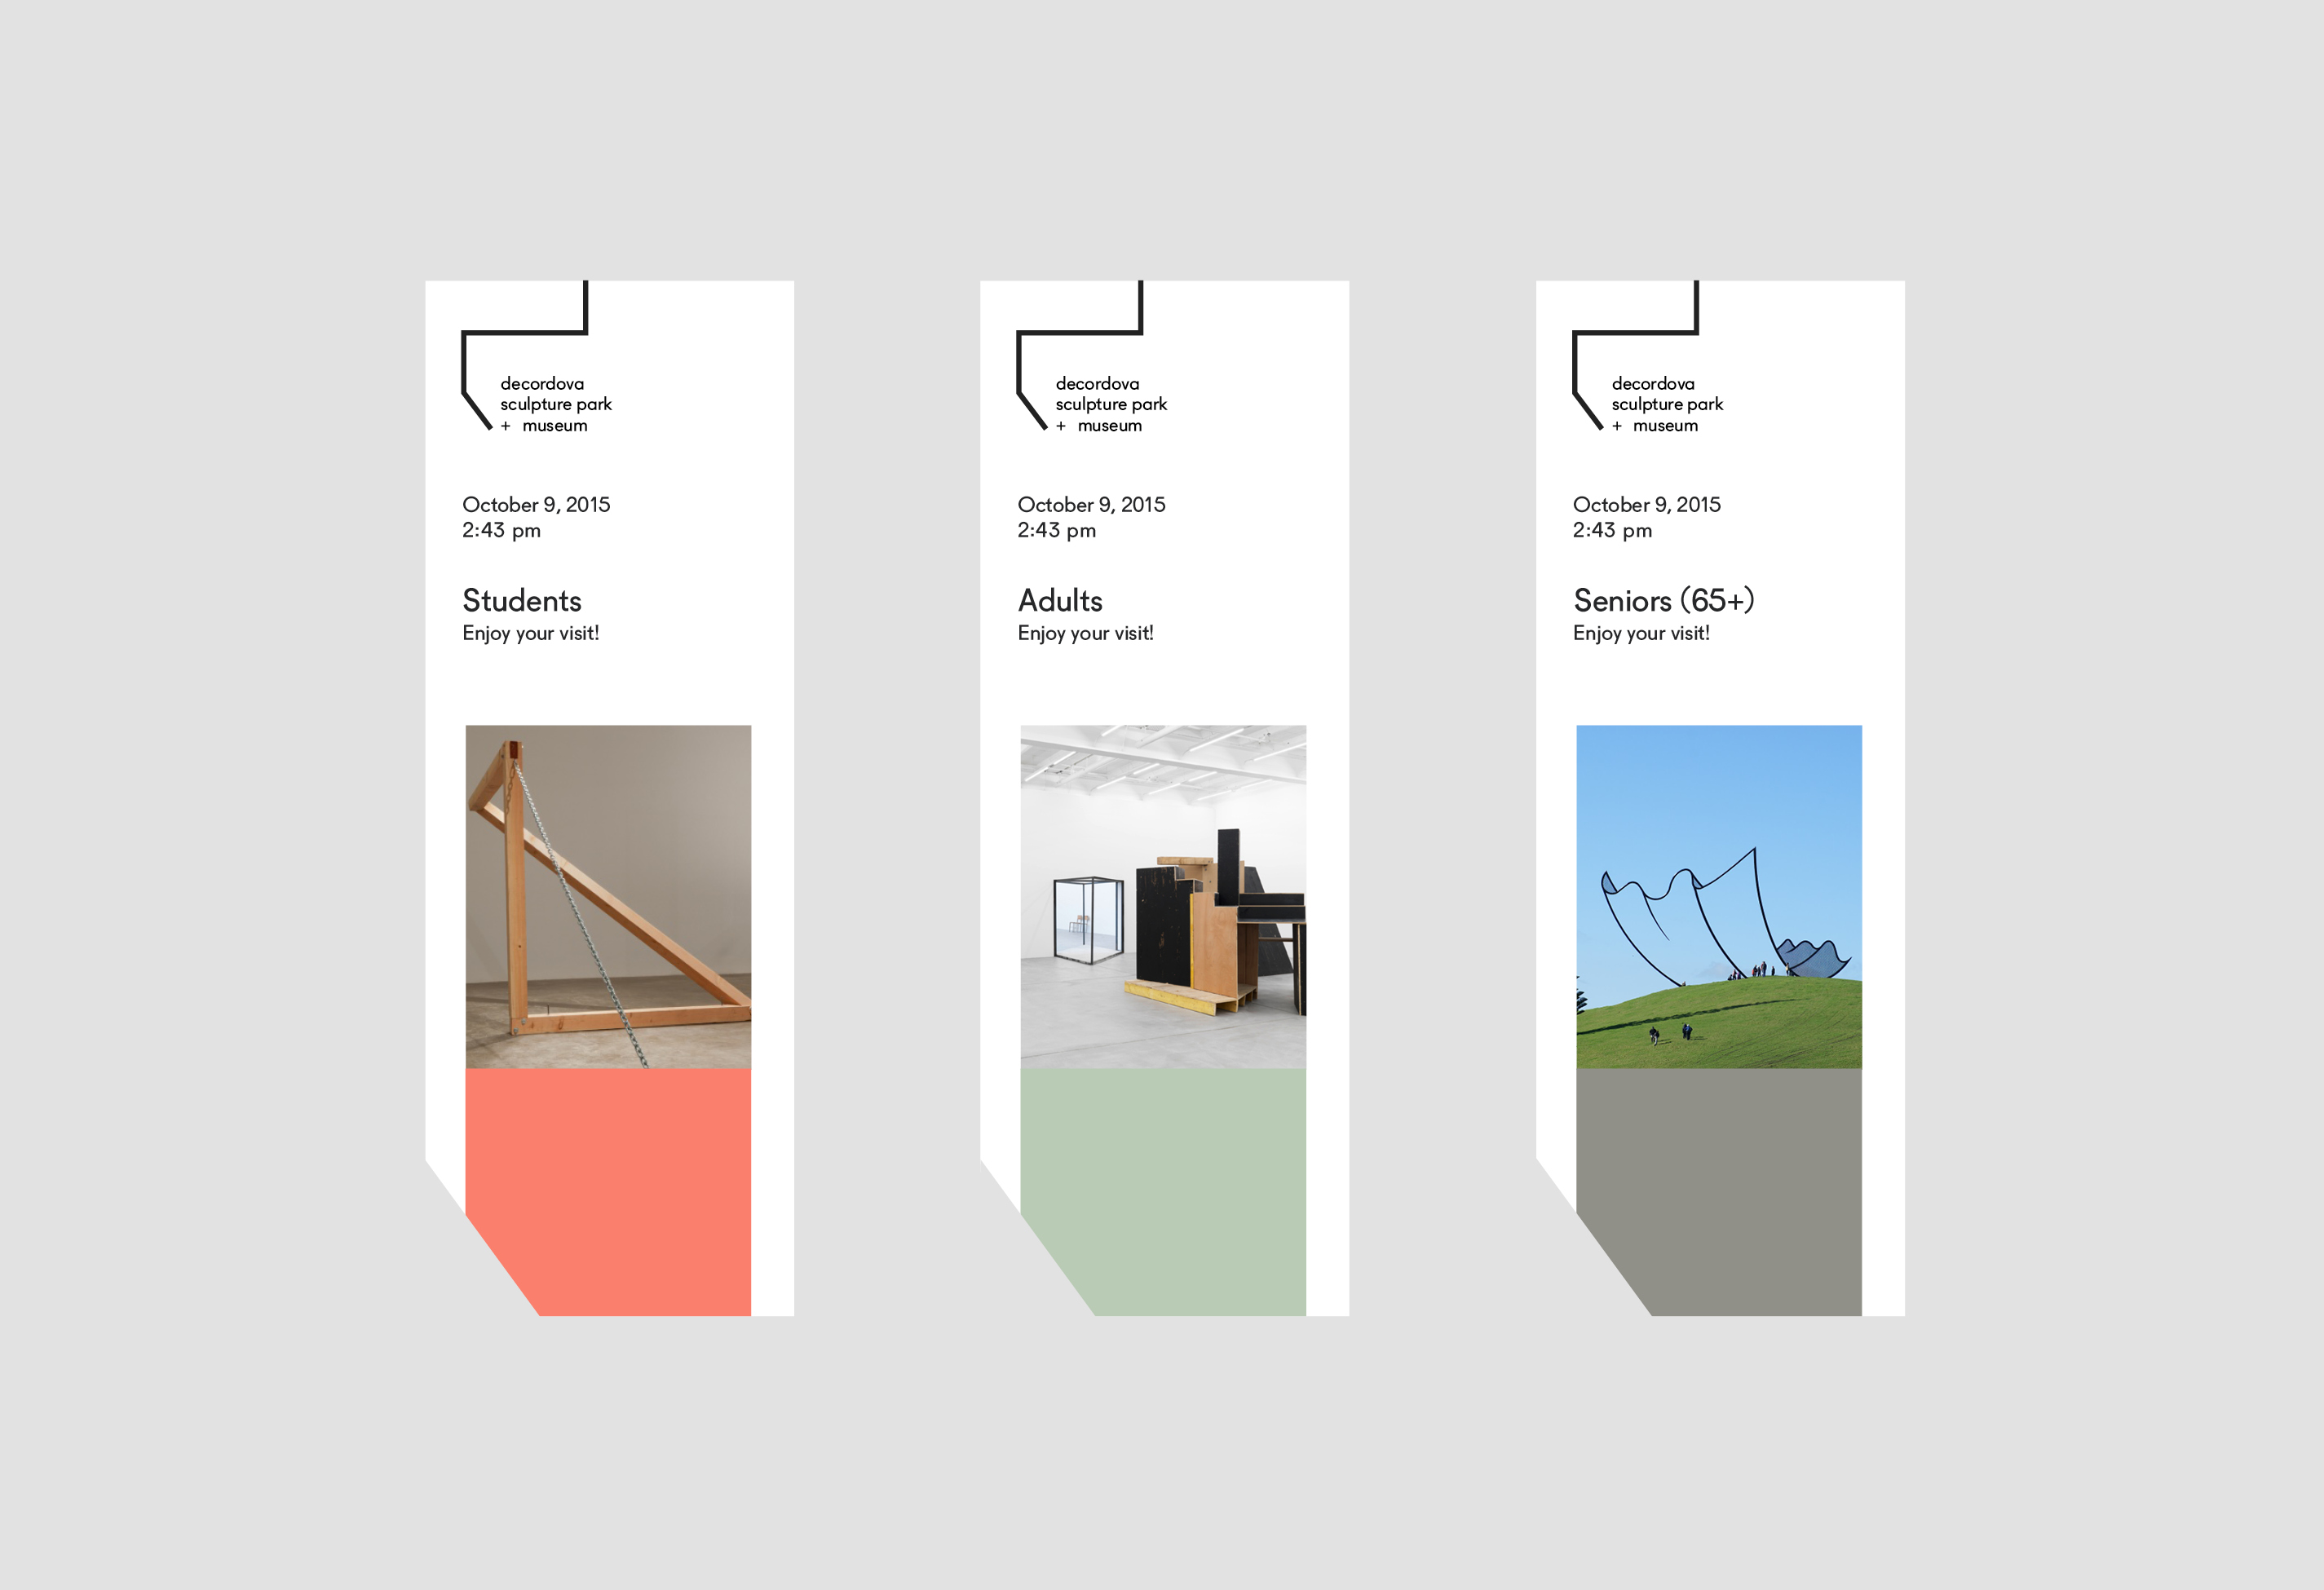 decordova
sculpture park
+ museum
October 9, 2015
2:43 pm
Students
Enjoy your visit!
decordova
sculpture park
+ museum
October 9, 2015
2:43 pm
Adults
Enjoy your visit!
decordova
sculpture park
+ museum
October 9, 2015
2:43 pm
Seniors (65+)
Enjoy your visit!